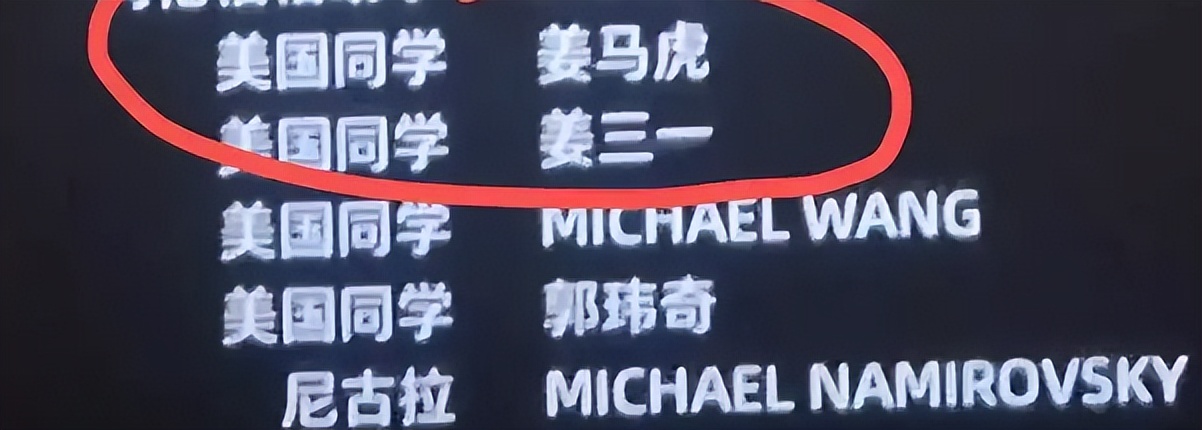 美国同学 姜马虎
美国同学 姜三一
美国同学 MICHAEL WANG
美国同学 郭玮奇
尼古拉 MICHAEL NAMIROVSKY